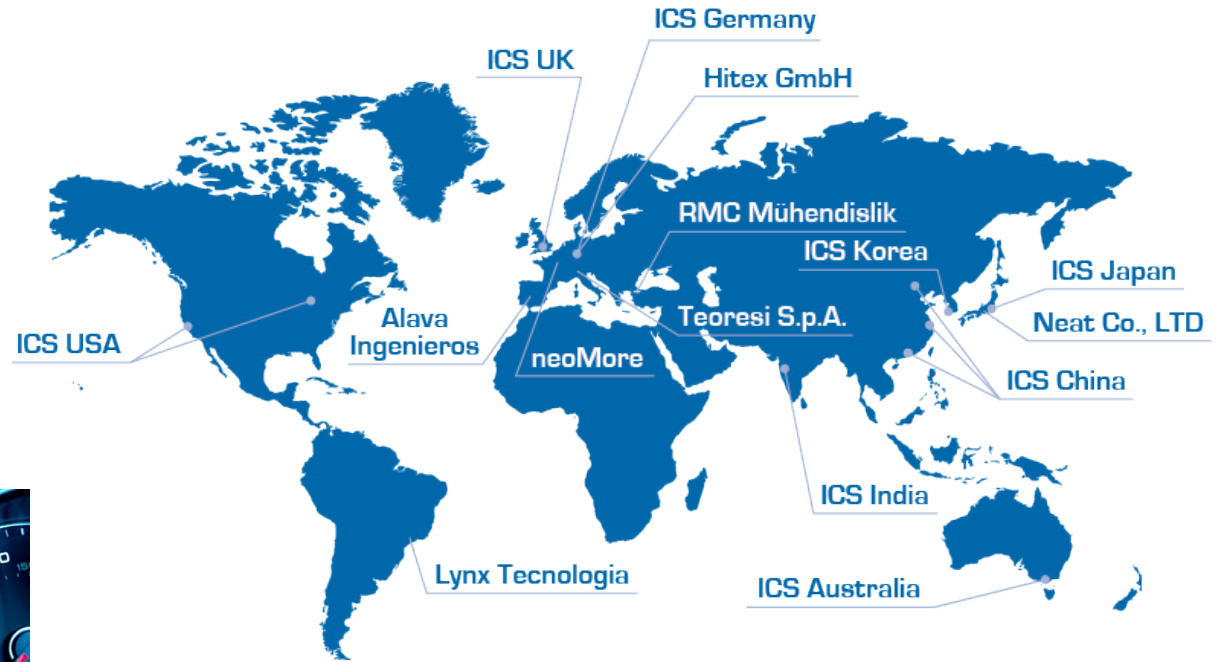 ICS Germany
ICS UK
Hitex GmbH
RMC Mühendislik
ICS Korea
ICS Japan
Alava
Ingenieros
Teoresi S.p.A.
Neat Co., LTD
ICS USA
neoMore
ICS China
ICS India
Lynx Tecnologia
ICS Australia